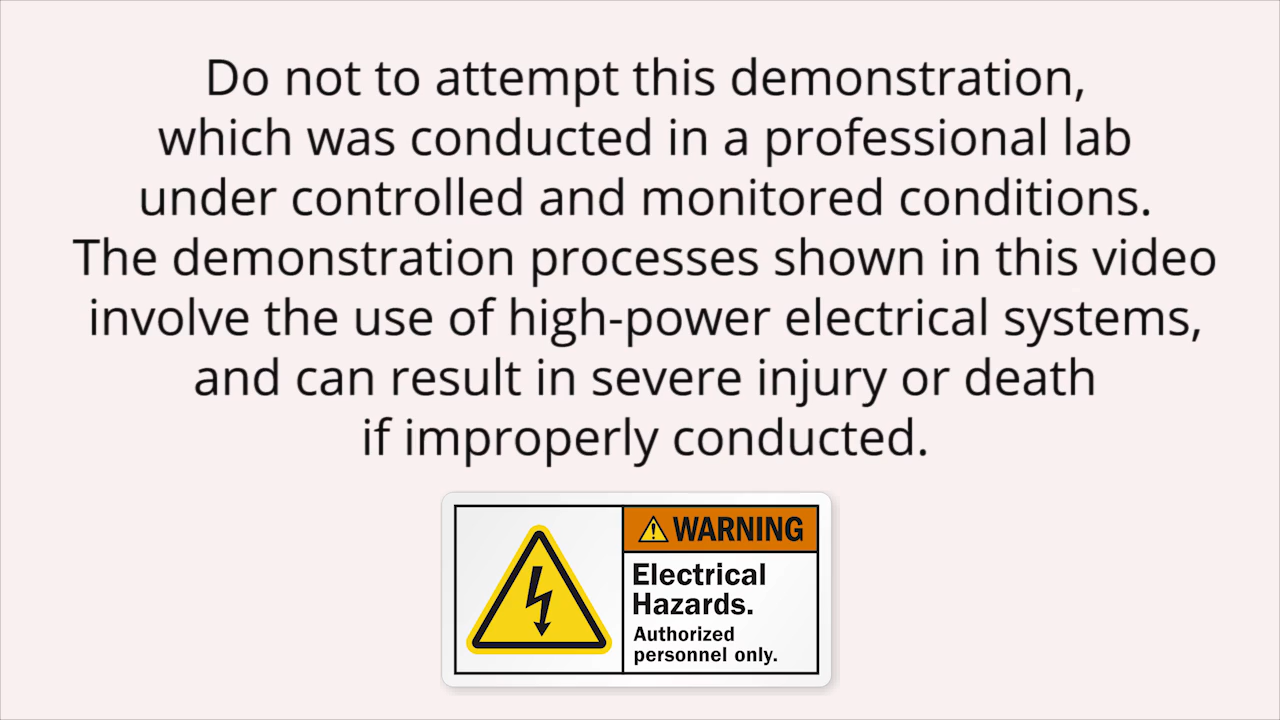 Do not to attempt this demonstration,
which was conducted in a professional lab
under controlled and monitored conditions.
The demonstration processes shown in this video
involve the use of high-power electrical systems,
and can result in severe injury or death
if improperly conducted.
WARNING
Electrical
Hazards.
Authorized
personnel only.